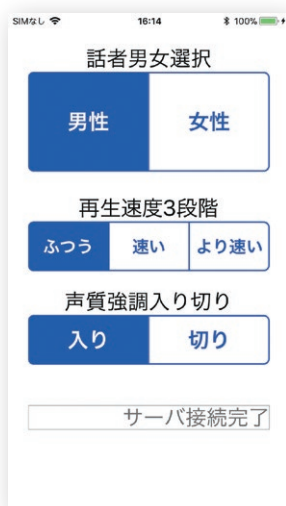 SIMなし 16:14 100%
話者男女選択
男性 女性
再生速度3段階
ふつう 速い より速い
声質強調入り切り
入り 切り
サーバ接続完了